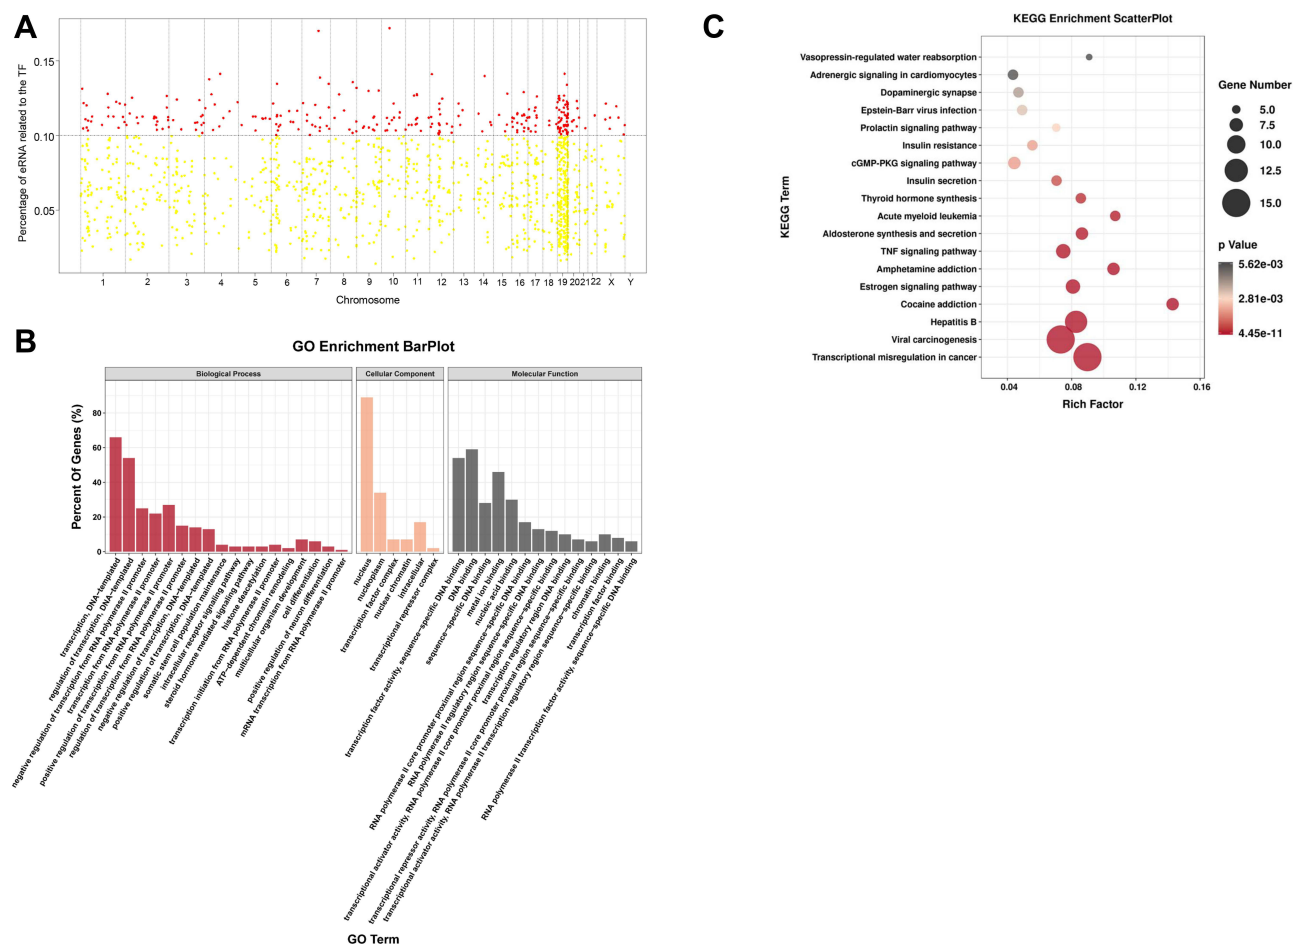 A
Percentage of eRNA related to the TF
0.15
0.10
0.05
1 2 3 4 5 6 7 8 9 10 11 12 13 14 15 16 17 18 19 20 21 22 X Y
Chromosome
B
GO Enrichment BarPlot
Biological Process
Cellular Component
Molecular Function
Percent Of Genes (%)
80
60
40
20
0
transcription, DNA−templated
regulation of transcription, DNA−templated
negative regulation of transcription from RNA polymerase II promoter
transcription from RNA polymerase II promoter
positive regulation of transcription from RNA polymerase II promoter
regulation of transcription from RNA polymerase II promoter
negative regulation of transcription, DNA−templated
positive regulation of transcription, DNA−templated
somatic stem cell population maintenance
intracellular receptor signaling pathway
steroid hormone mediated signaling pathway
histone deacetylation
transcription initiation from RNA polymerase II promoter
ATP−dependent chromatin remodeling
multicellular organism development
cell differentiation
positive regulation of neuron differentiation
mRNA transcription from RNA polymerase II promoter
nucleus
nucleoplasm
transcription factor complex
nuclear chromatin
intracellular
transcriptional repressor complex
transcription factor activity, sequence−specific DNA binding
DNA binding
sequence−specific DNA binding
metal ion binding
nucleic acid binding
RNA polymerase II core promoter proximal region sequence−specific DNA binding
RNA polymerase II regulatory region sequence−specific DNA binding
transcriptional activator activity, RNA polymerase II core promoter proximal region sequence−specific binding
transcription regulatory region DNA binding
transcriptional repressor activity, RNA polymerase II core promoter proximal region sequence−specific binding
transcriptional activator activity, RNA polymerase II transcription regulatory region sequence−specific binding
chromatin binding
transcription factor binding
RNA polymerase II transcription factor activity, sequence−specific DNA binding
GO Term
C
KEGG Enrichment ScatterPlot
KEGG Term
Vasopressin-regulated water reabsorption
Adrenergic signaling in cardiomyocytes
Dopaminergic synapse
Epstein-Barr virus infection
Prolactin signaling pathway
Insulin resistance
cGMP-PKG signaling pathway
Insulin secretion
Thyroid hormone synthesis
Acute myeloid leukemia
Aldosterone synthesis and secretion
TNF signaling pathway
Amphetamine addiction
Estrogen signaling pathway
Cocaine addiction
Hepatitis B
Viral carcinogenesis
Transcriptional misregulation in cancer
0.04 0.08 0.12 0.16
Rich Factor
Gene Number
5.0
7.5
10.0
12.5
15.0
p Value
5.62e−03
2.81e−03
4.45e−11